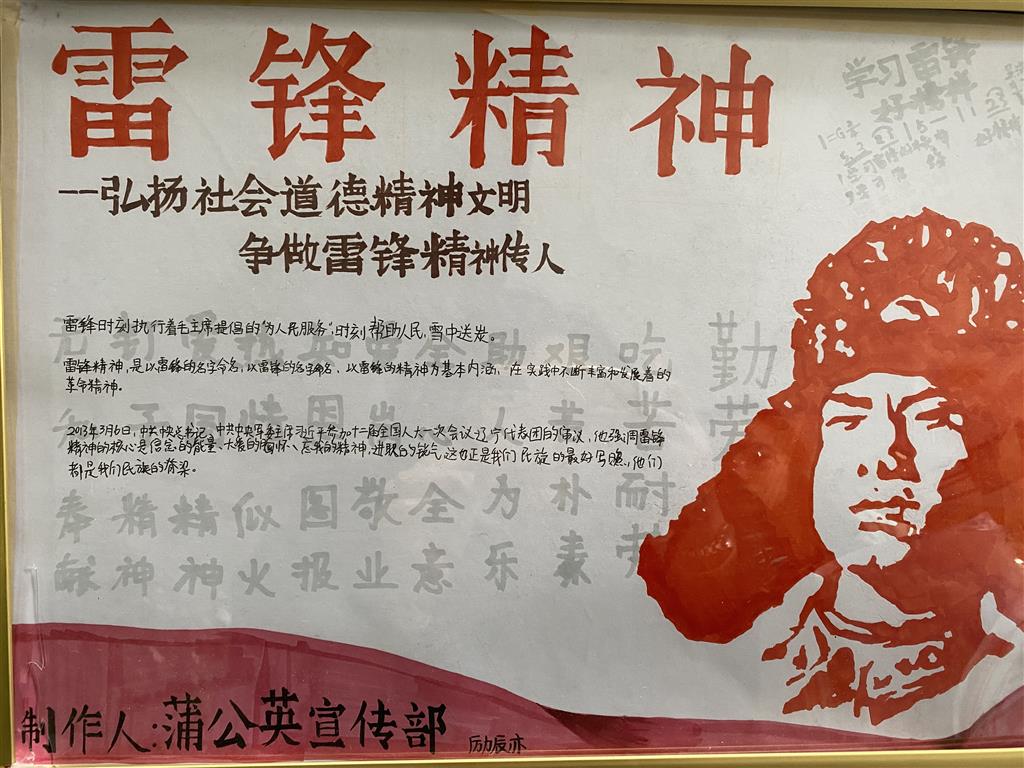 雷锋精神
学习雷锋
好榜样
---弘扬社会道德精神文明
争做雷锋精神传人
雷锋时刻执行着毛主席提倡的"为人民服务",时刻帮助人民,雪中送炭。
雷锋精神,是以雷锋的名字命名,以雷锋的名字命名、以雷锋的精神为基本内涵,在实践中不断丰富和发展着的
革命精神。
2013年3月6日,中共中央总书记、中共中央军委主席习近平参加十二届全国人大一次会议辽宁代表团的审议,他强调雷锋
精神的核心是信念的能量、大爱的胸怀、忘我的精神、进取的锐气,这也正是我们民族的最好写照,他们
都是我们民族的脊梁。
助 艰 吃 勤
人 苦 苦 劳
奉 精 精 似 国 敬 全 为 朴 耐
献 神 神 火 报 业 意 乐 素 劳
制作人:蒲公英宣传部 励辰亦